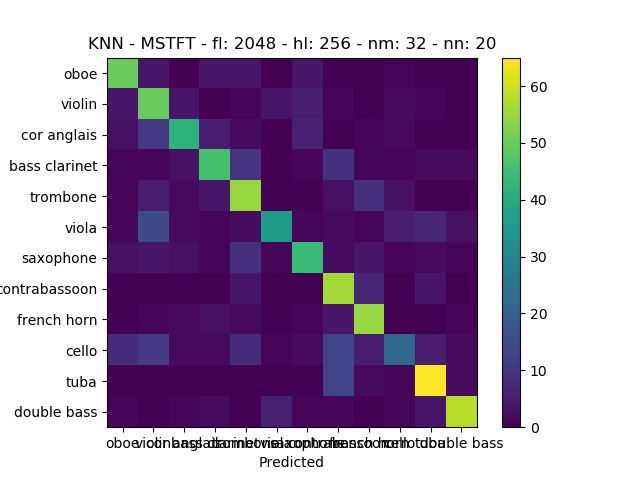 KNN - MSTFT - fl: 2048 - hl: 256 - nm: 32 - nn: 20
oboe
violin
cor anglais
bass clarinet
trombone
viola
saxophone
contrabassoon
french horn
cello
tuba
double bass
oboe violin double bass
Predicted
60
50
40
30
20
10
0